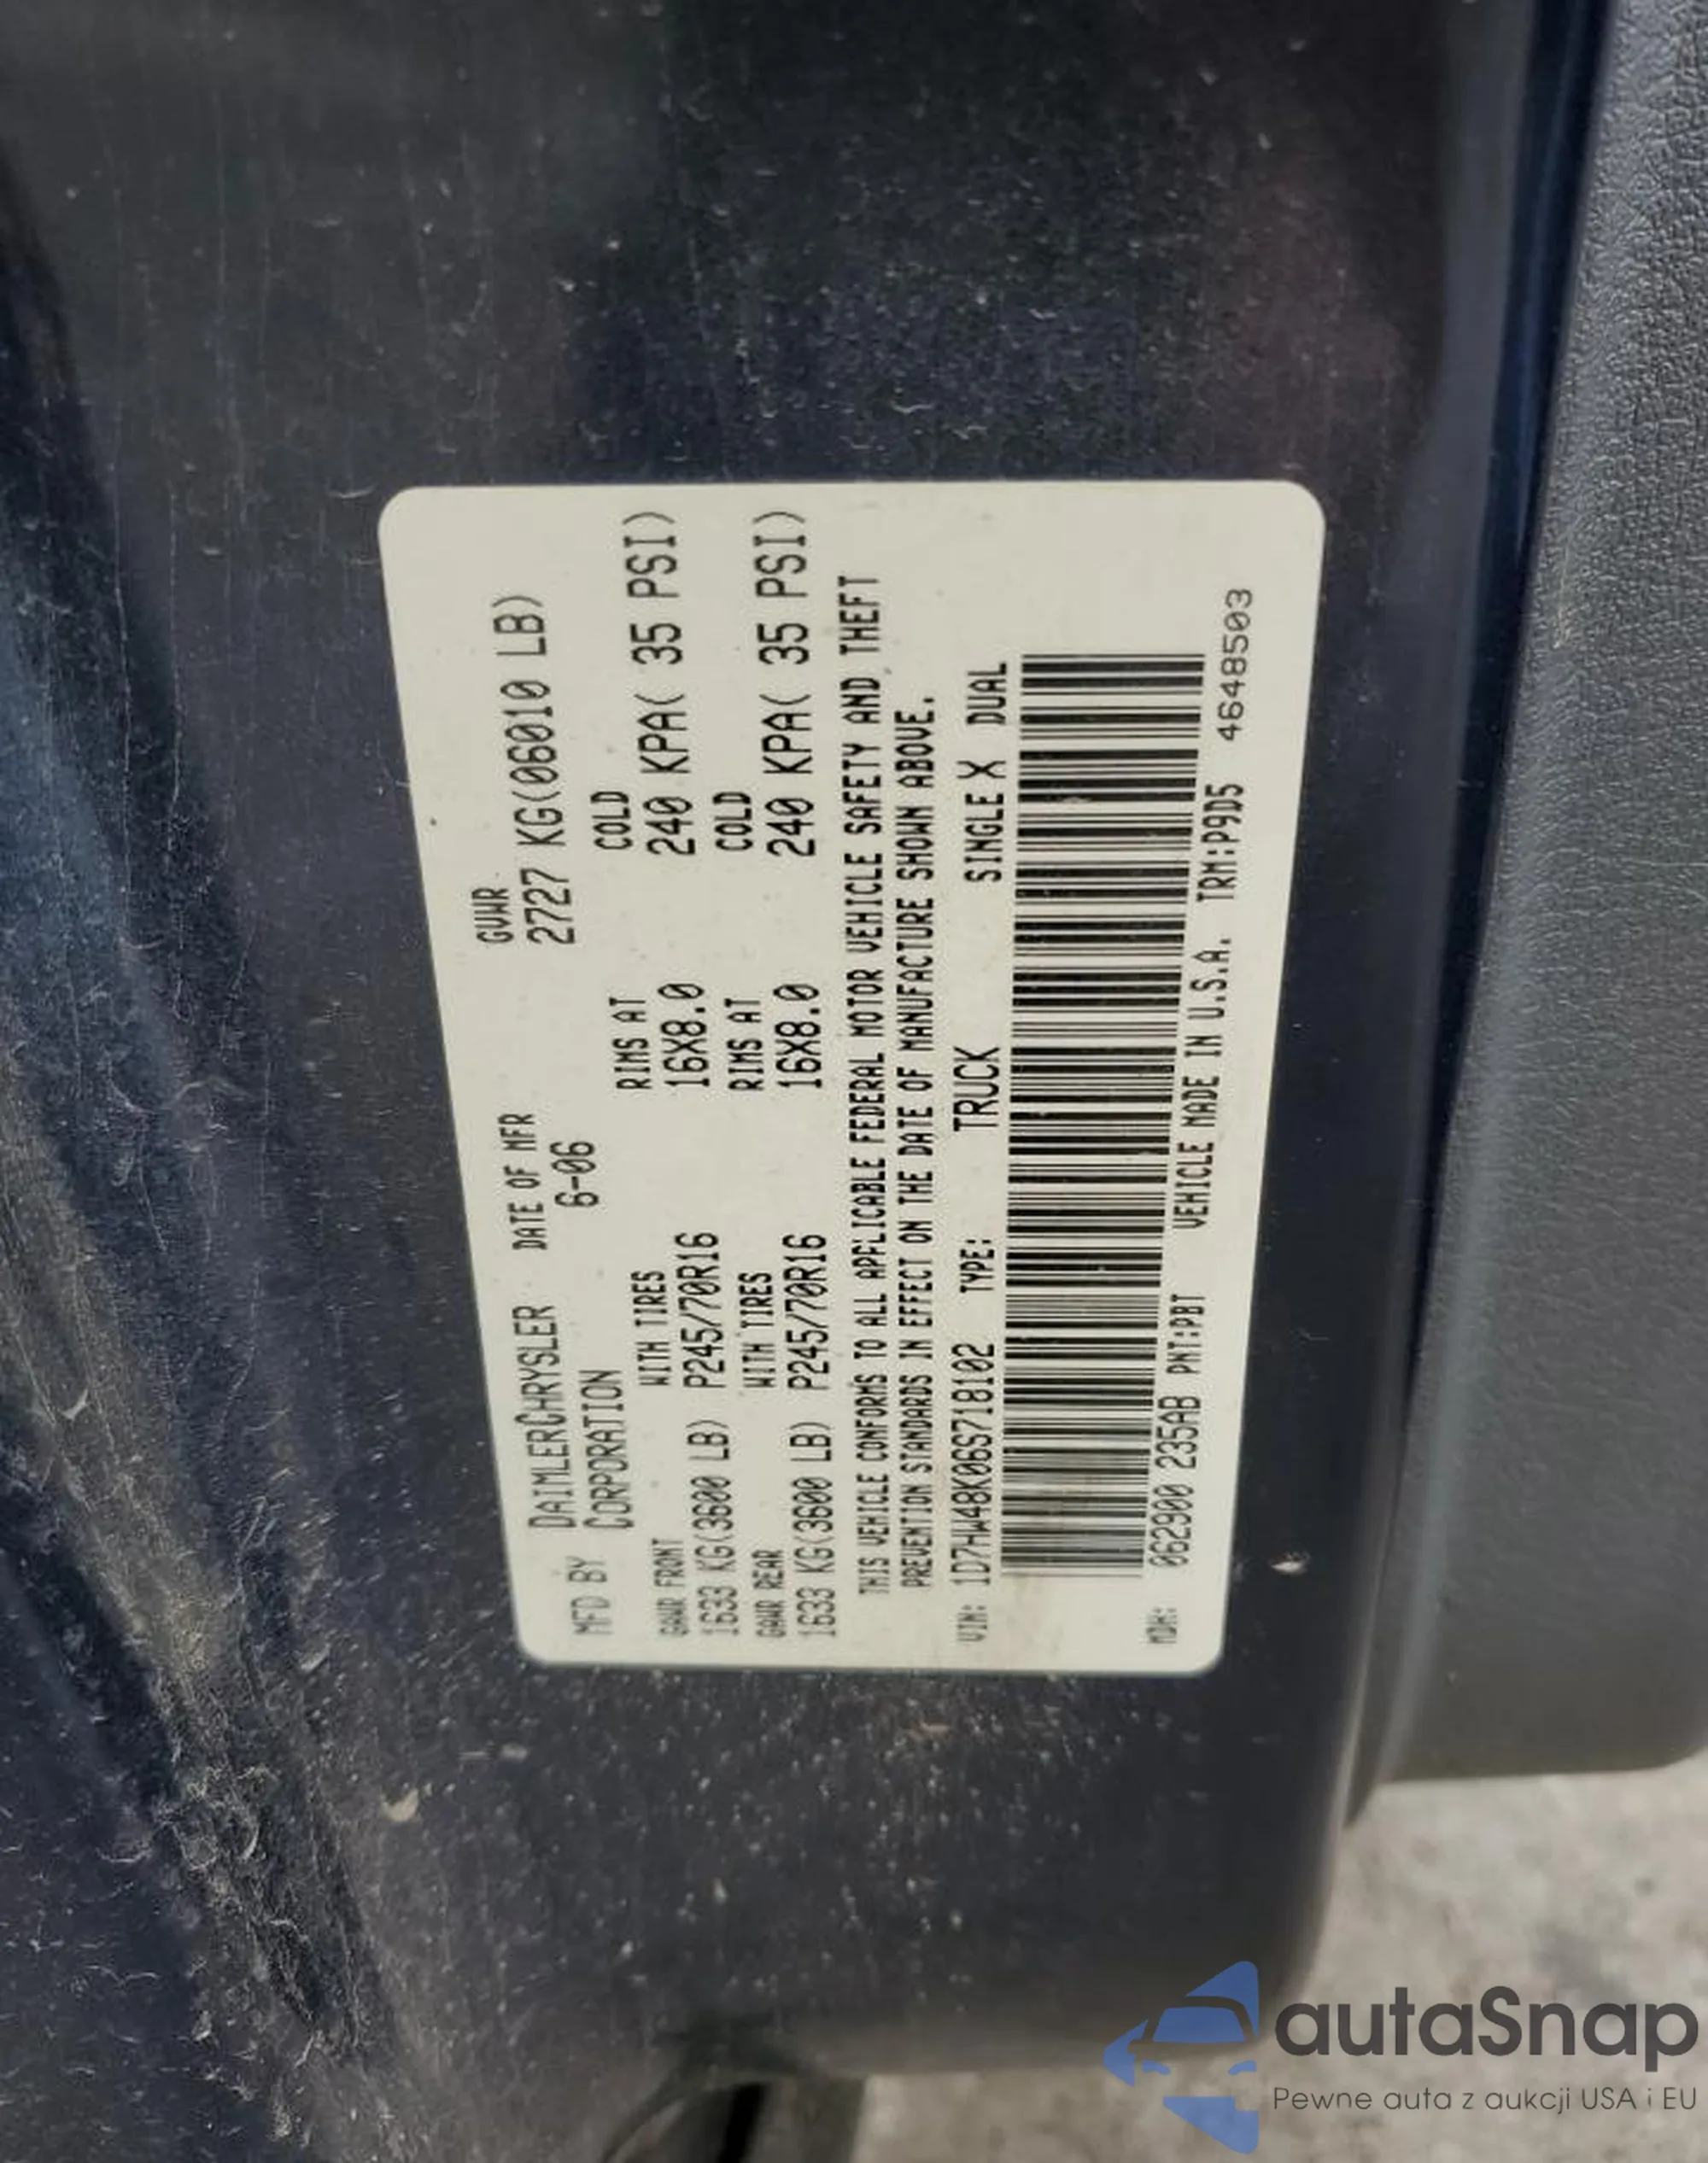 MFD BY DAIMLERCHRYSLER DATE OF MFR GVWR
CORPORATION 6-06 2727 KG(06010 LB)
GAWR FRONT WITH TIRES RIMS AT COLD
1633 KG(3600 LB) P245/70R16 16X8.0 240 KPA( 35 PSI)
GAWR REAR WITH TIRES RIMS AT COLD
1633 KG(3600 LB) P245/70R16 16X8.0 240 KPA( 35 PSI)
THIS VEHICLE CONFORMS TO ALL APPLICABLE FEDERAL MOTOR VEHICLE SAFETY AND THEFT
PREVENTION STANDARDS IN EFFECT ON THE DATE OF MANUFACTURE SHOWN ABOVE.
VIN: 1D7HW48K06S718102 TYPE: TRUCK SINGLE X DUAL
MDH: 062900 235AB PNT:PBT VEHICLE MADE IN U.S.A. TRM:P9D5 4648503
autaSnap
Pewne auta z aukcji USA i EU